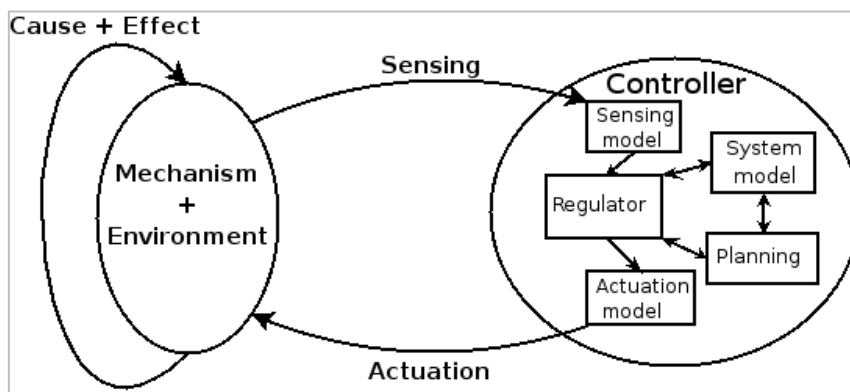 Cause + Effect
Sensing
Controller
Sensing
model
System
model
Mechanism
+
Environment
Regulator
Planning
Actuation
model
Actuation